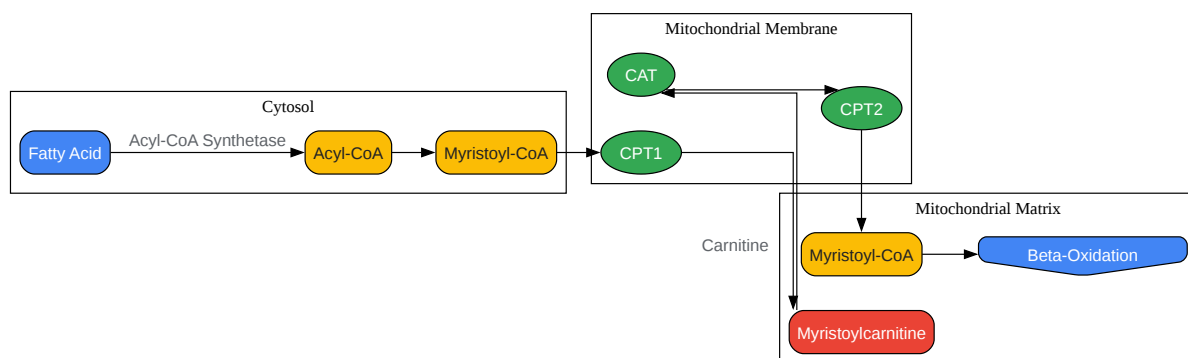 Mitochondrial Membrane
CAT
CPT2
CPT1
Cytosol
Fatty Acid
Acyl-CoA Synthetase
Acyl-CoA
Myristoyl-CoA
Mitochondrial Matrix
Carnitine
Myristoyl-CoA
Beta-Oxidation
Myristoylcarnitine